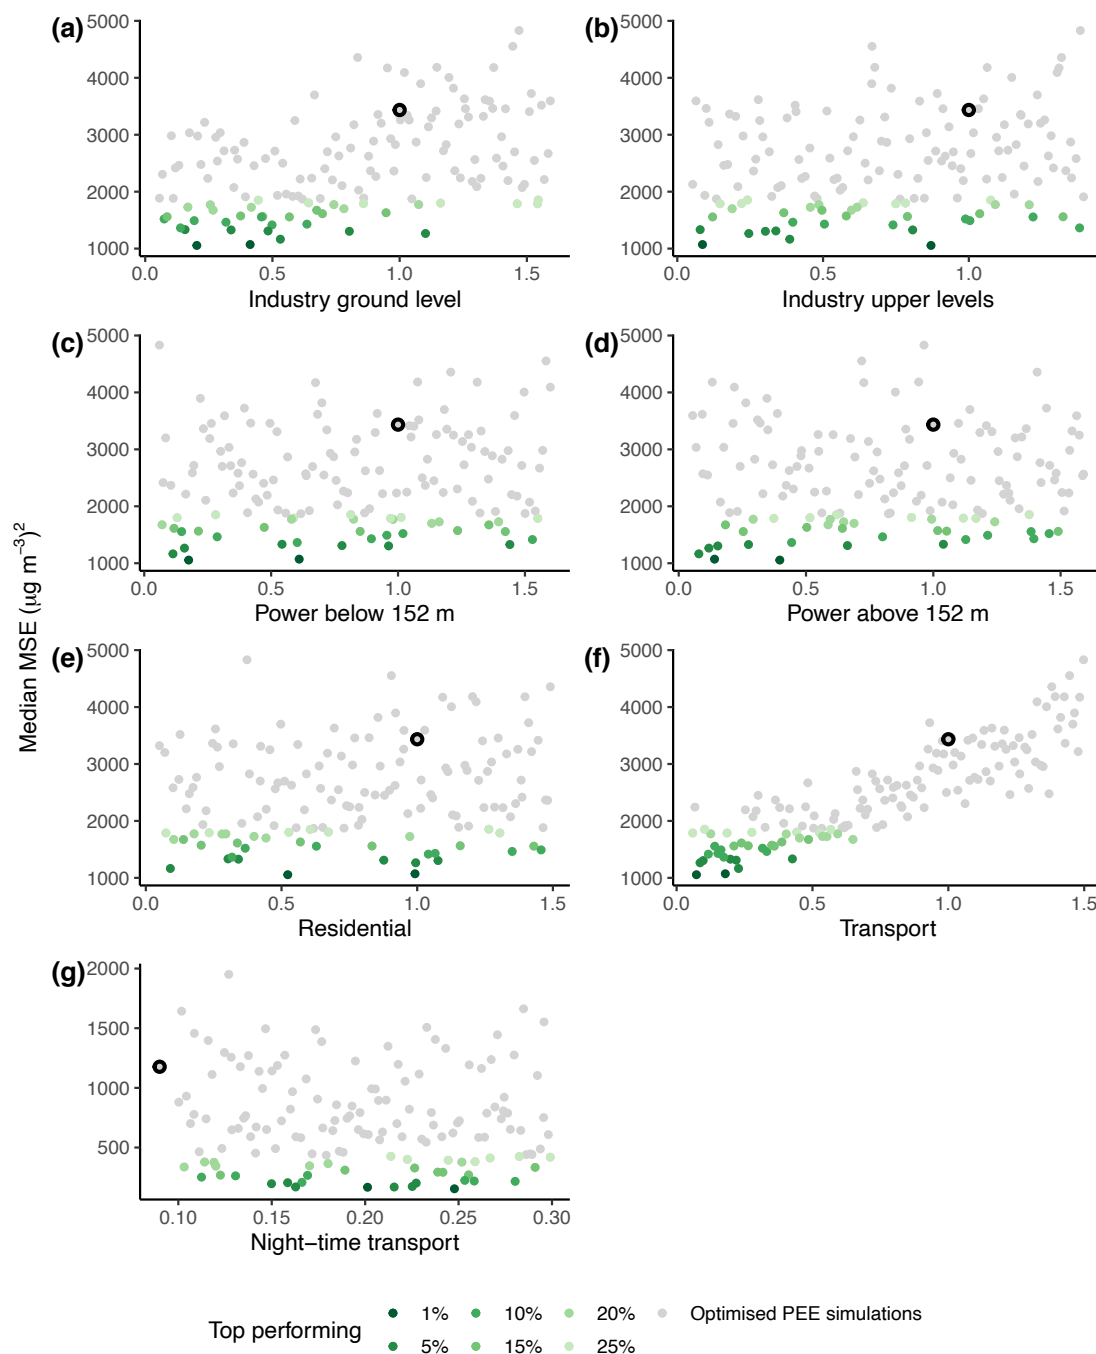 (a)
5000
4000
3000
2000
1000
0.0 0.5 1.0 1.5
Industry ground level
(b)
5000
4000
3000
2000
1000
0.0 0.5 1.0
Industry upper levels
(c)
5000
4000
3000
2000
1000
0.0 0.5 1.0 1.5
Power below 152 m
(d)
5000
4000
3000
2000
1000
0.0 0.5 1.0 1.5
Power above 152 m
Median MSE (μg m⁻³)²
(e)
5000
4000
3000
2000
1000
0.0 0.5 1.0 1.5
Residential
(f)
5000
4000
3000
2000
1000
0.0 0.5 1.0 1.5
Transport
(g)
2000
1500
1000
500
0.10 0.15 0.20 0.25 0.30
Night−time transport
Top performing
1% 10% 20% Optimised PEE simulations
5% 15% 25%